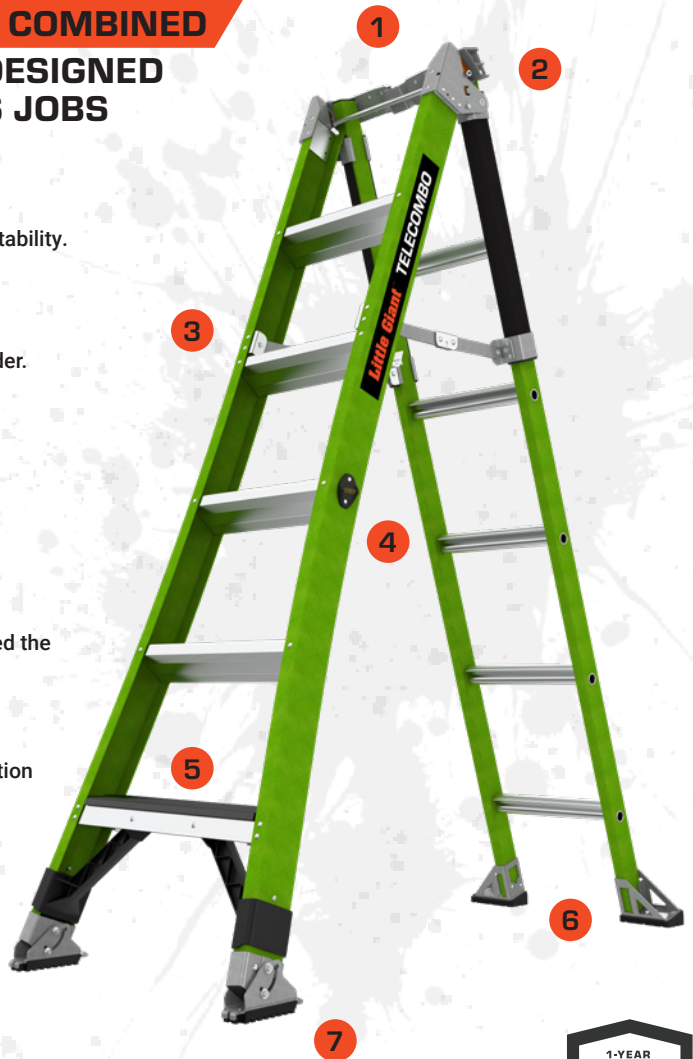 COMBINED
DESIGNED
JOBS
1
2
tability.
3
der.
Little Giant TELECOMBO
4
ed the
5
tion
6
7
1-YEAR